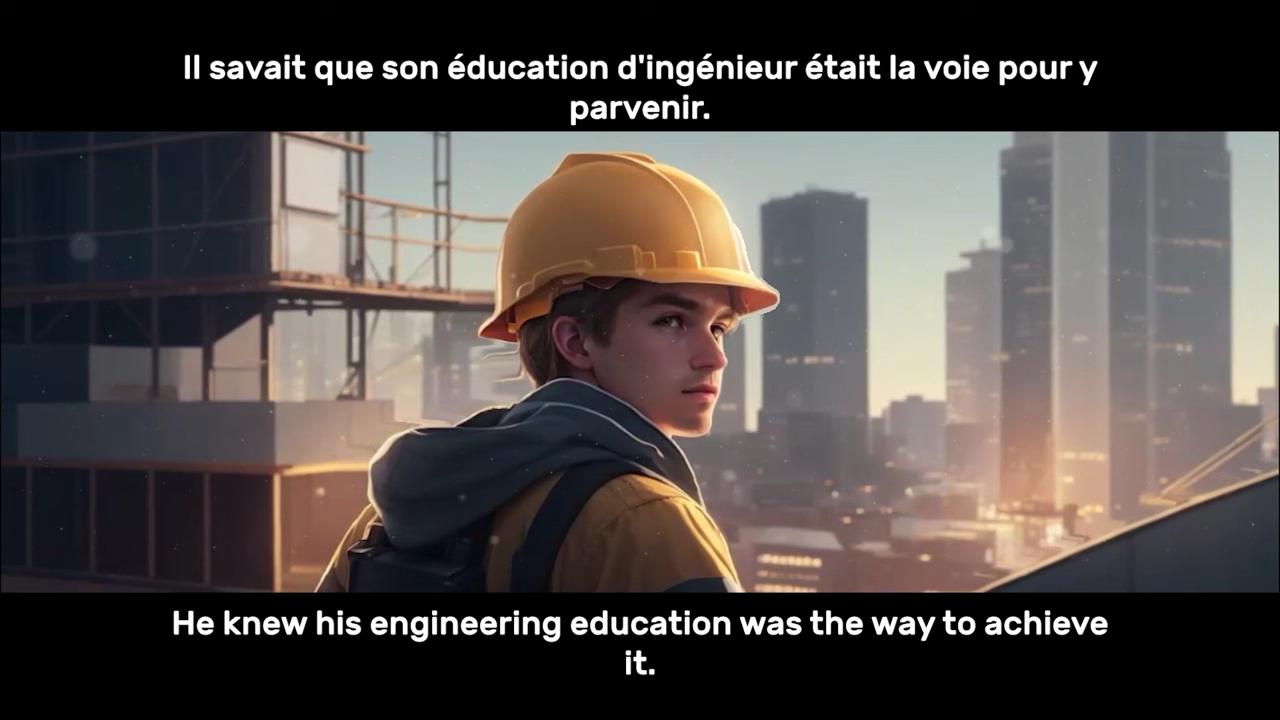 Il savait que son éducation d'ingénieur était la voie pour y
parvenir.
He knew his engineering education was the way to achieve
it.